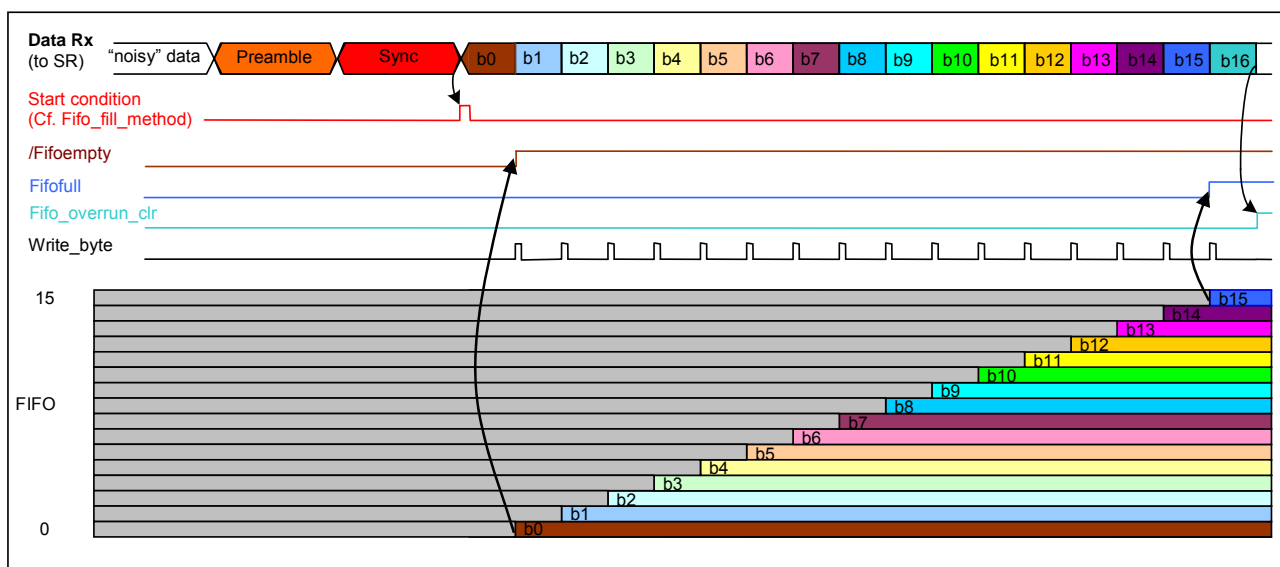 Data Rx
(to SR)
“noisy” data Preamble Sync b0 b1 b2 b3 b4 b5 b6 b7 b8 b9 b10 b11 b12 b13 b14 b15 b16
Start condition
(Cf. Fifo_fill_method)
/Fifoempty
Fifofull
Fifo_overrun_clr
Write_byte
15 b15
b14
b13
b12
b11
b10
b9
FIFO b8
b7
b6
b5
b4
b3
b2
b1
0 b0